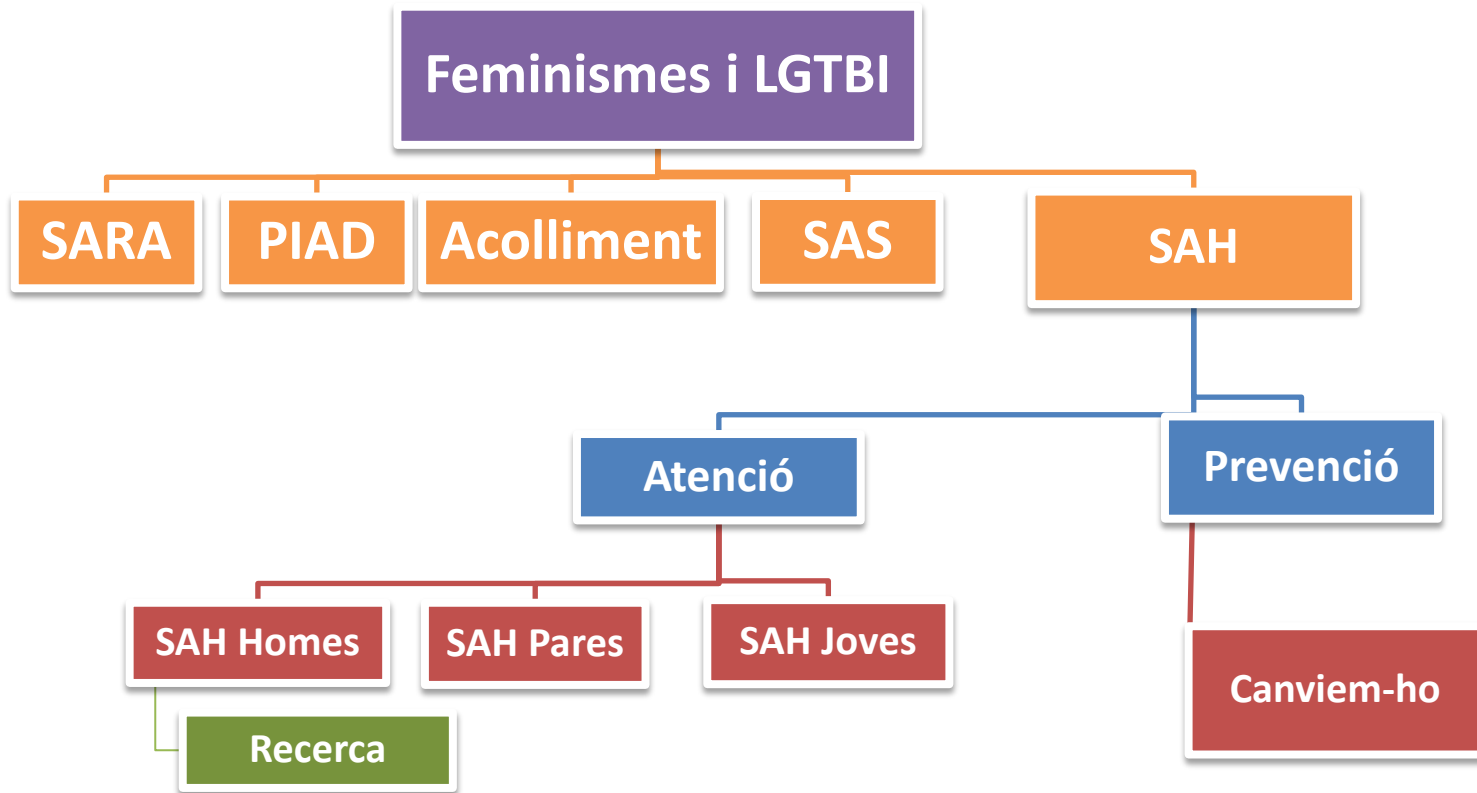 Feminismes i LGTBI
SARA
PIAD
Acolliment
SAS
SAH
Atenció
Prevenció
SAH Homes
SAH Pares
SAH Joves
Canviem-ho
Recerca